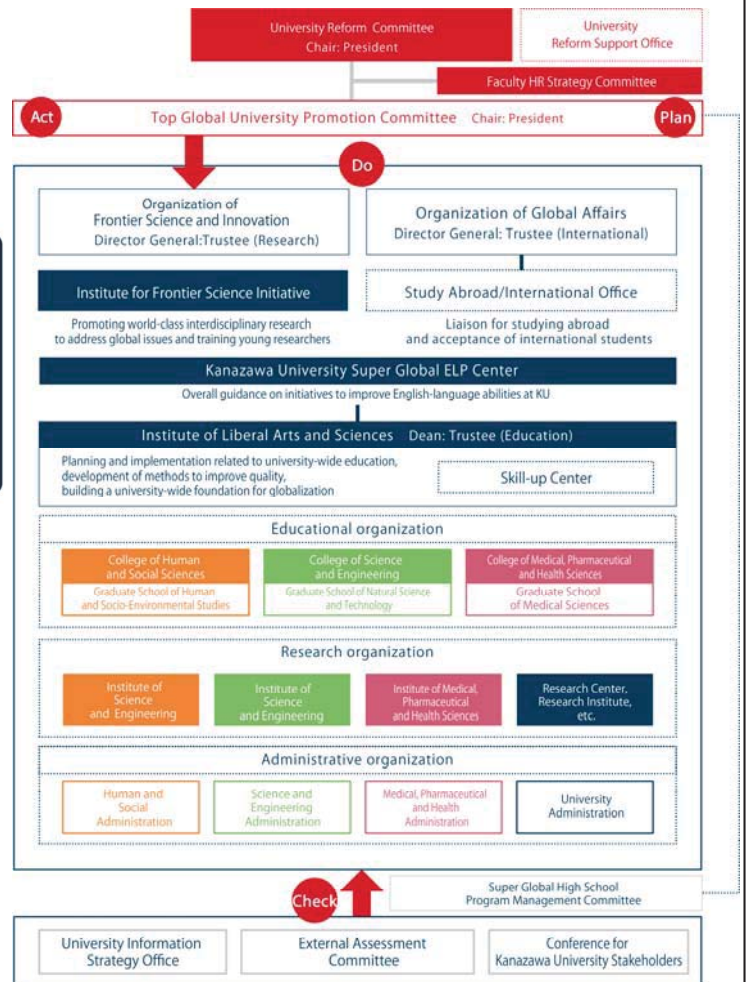 University Reform Committee
Chair: President
University
Reform Support Office
Faculty HR Strategy Committee
Act
Top Global University Promotion Committee Chair: President
Plan
Do
Organization of
Frontier Science and Innovation
Director General:Trustee (Research)
Organization of Global Affairs
Director General: Trustee (International)
Institute for Frontier Science Initiative
Study Abroad/International Office
Promoting world-class interdisciplinary research
to address global issues and training young researchers
Liaison for studying abroad
and acceptance of international students
Kanazawa University Super Global ELP Center
Overall guidance on initiatives to improve English-language abilities at KU
Institute of Liberal Arts and Sciences Dean: Trustee (Education)
Planning and implementation related to university-wide education,
development of methods to improve quality,
building a university-wide foundation for globalization
Skill-up Center
Educational organization
College of Human
and Social Sciences
Graduate School of Human
and Socio-Environmental Studies
College of Science
and Engineering
Graduate School of Natural Science
and Technology
College of Medical, Pharmaceutical
and Health Sciences
Graduate School
of Medical Sciences
Research organization
Institute of
Science
and Engineering
Institute of
Science
and Engineering
Institute of Medical,
Pharmaceutical
and Health Sciences
Research Center,
Research Institute,
etc.
Administrative organization
Human and
Social
Administration
Science and
Engineering
Administration
Medical, Pharmaceutical
and Health
Administration
University
Administration
Check
Super Global High School
Program Management Committee
University Information
Strategy Office
External Assessment
Committee
Conference for
Kanazawa University Stakeholders